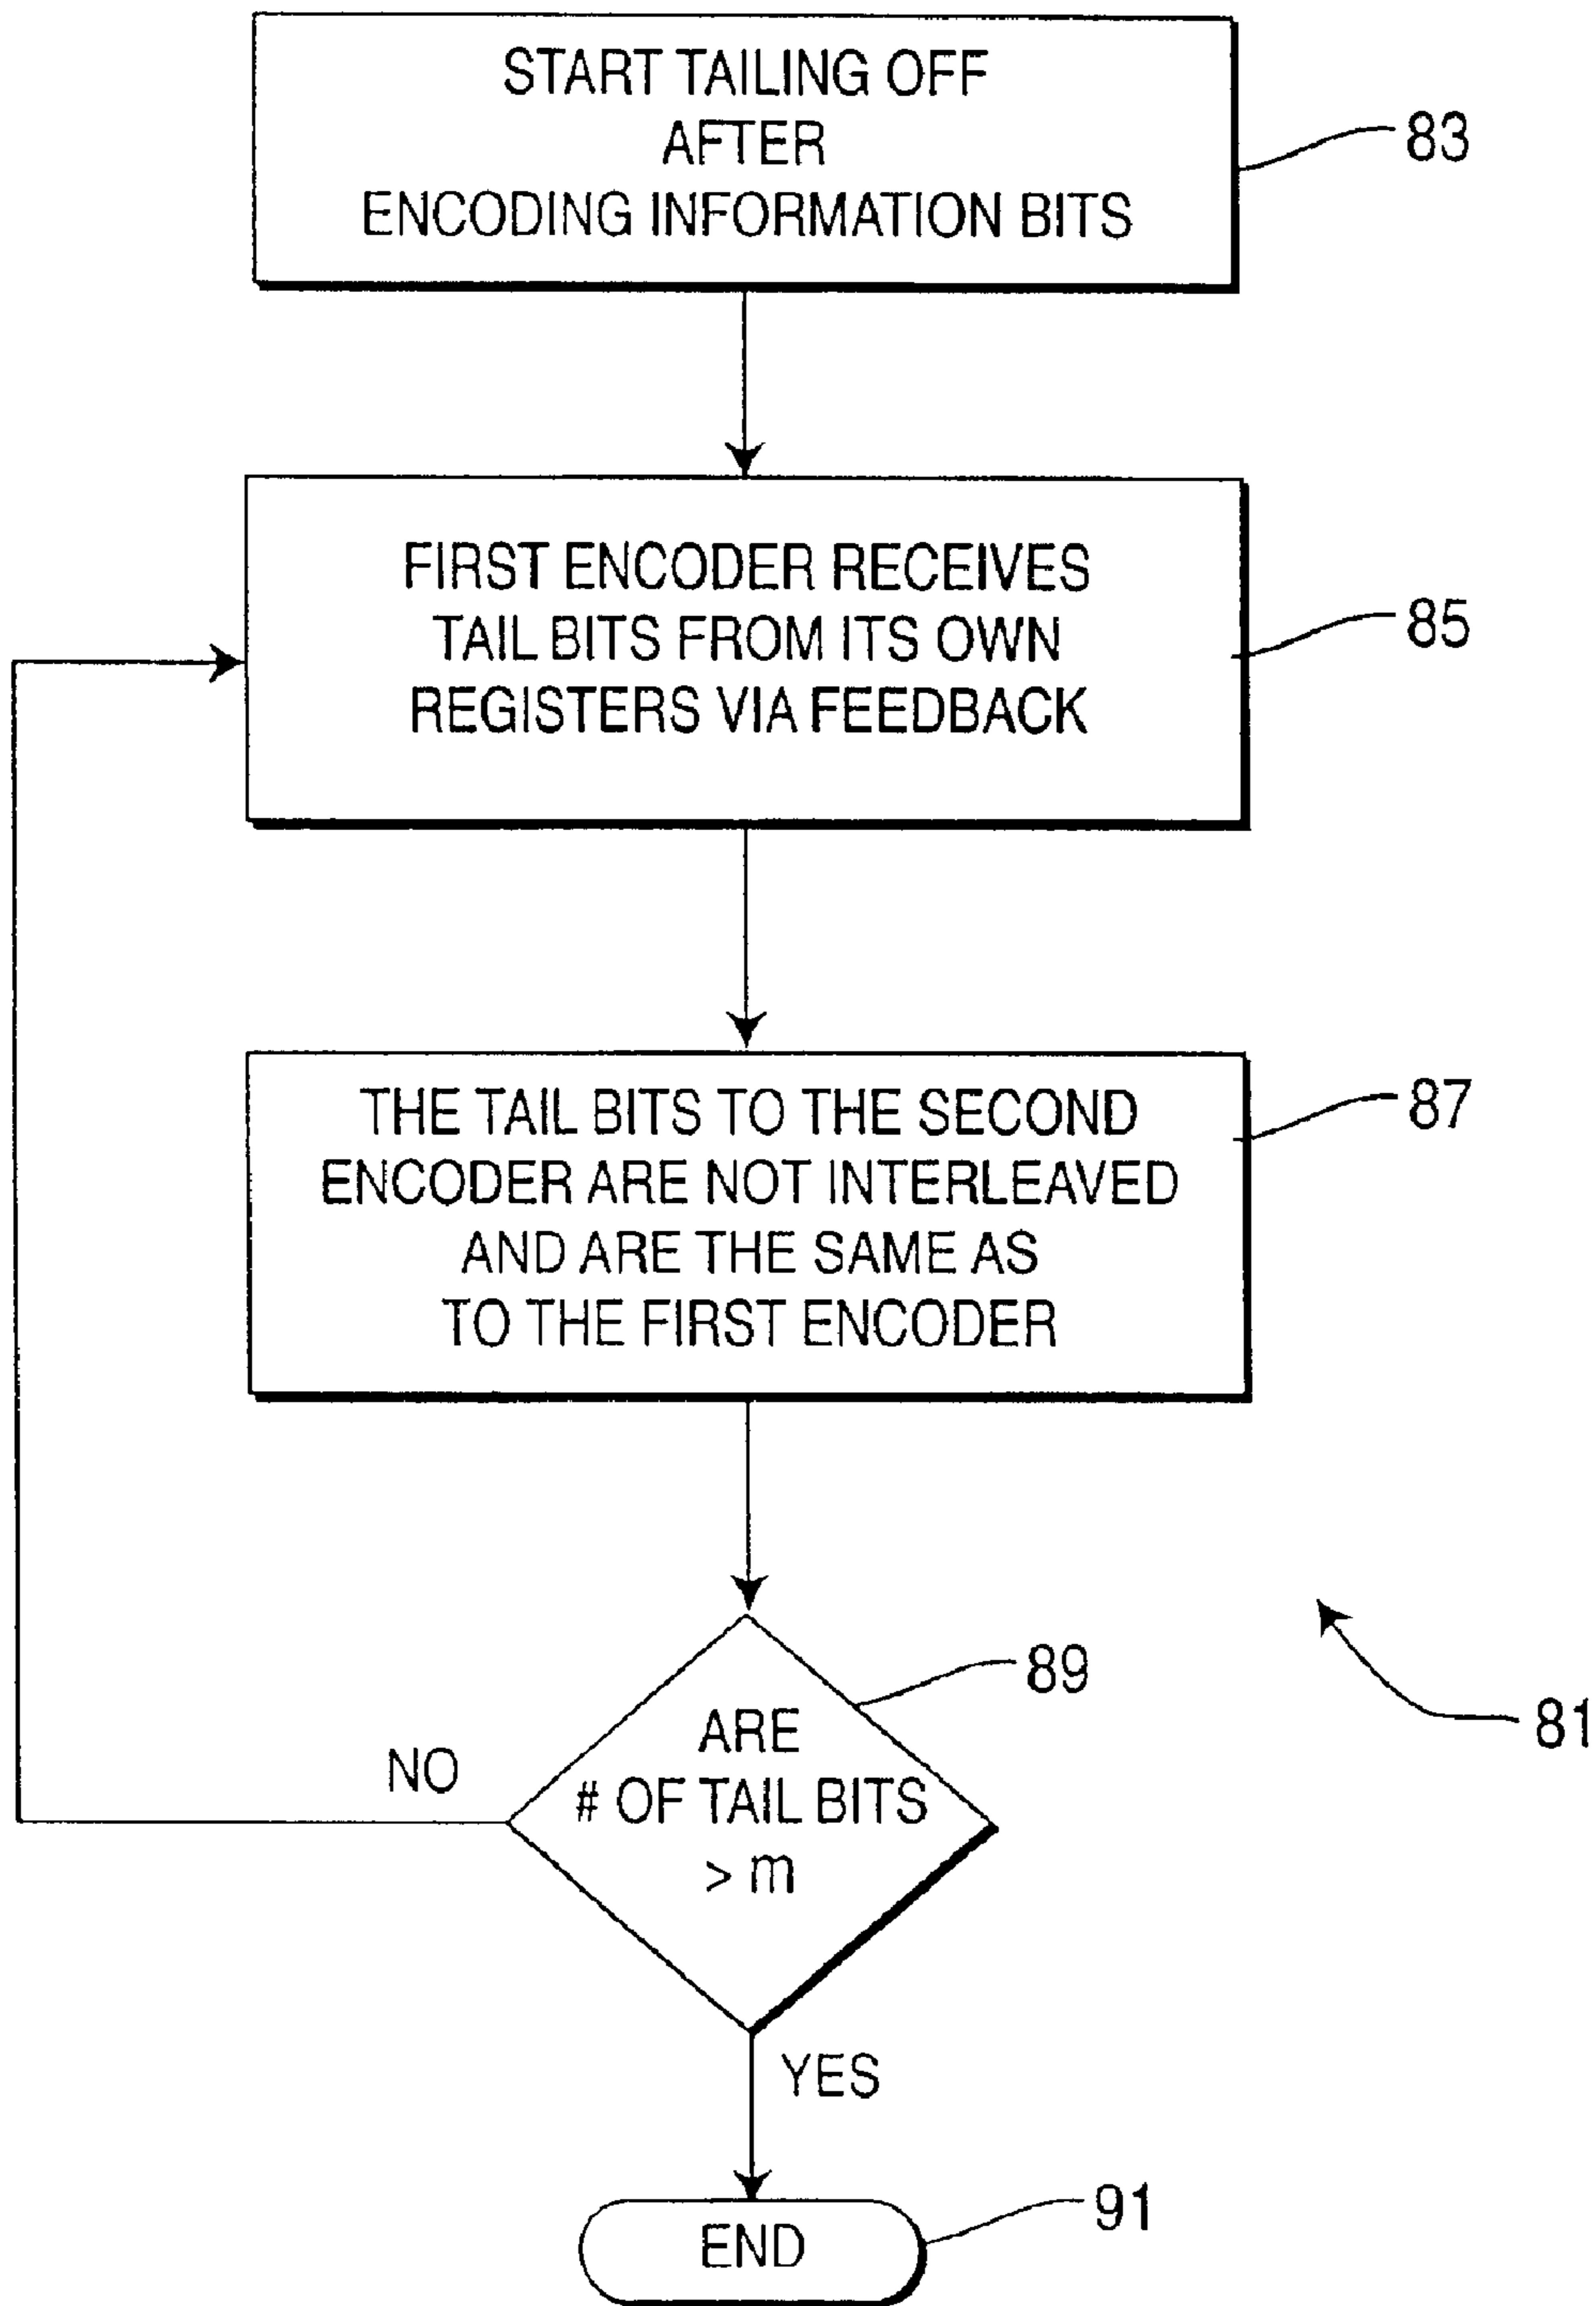 START TAILING OFF
AFTER
ENCODING INFORMATION BITS
83
FIRST ENCODER RECEIVES
TAIL BITS FROM ITS OWN
REGISTERS VIA FEEDBACK
85
THE TAIL BITS TO THE SECOND
ENCODER ARE NOT INTERLEAVED
AND ARE THE SAME AS
TO THE FIRST ENCODER
87
89
ARE
# OF TAIL BITS
> m
NO
81
YES
END
91